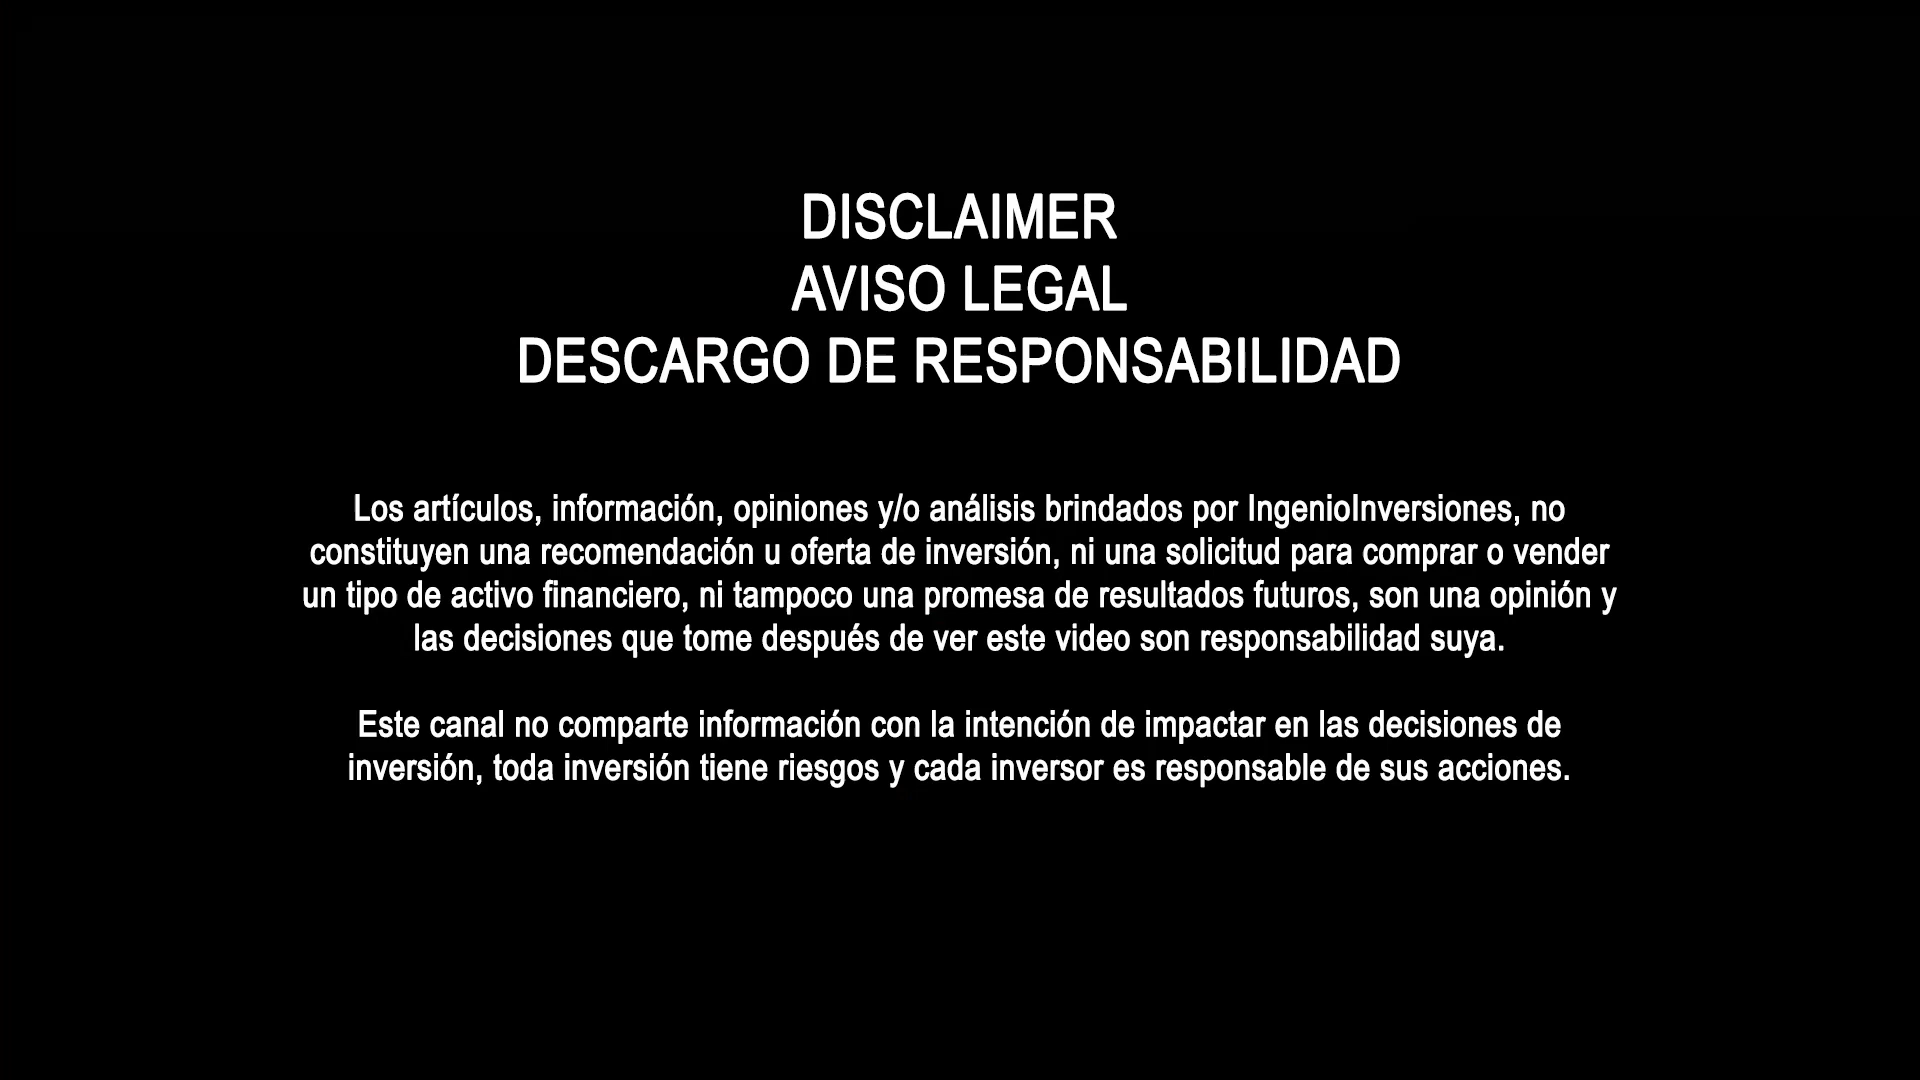 DISCLAIMER
AVISO LEGAL
DESCARGO DE RESPONSABILIDAD
Los artículos, información, opiniones y/o análisis brindados por IngenioInversiones, no
constituyen una recomendación u oferta de inversión, ni una solicitud para comprar o vender
un tipo de activo financiero, ni tampoco una promesa de resultados futuros, son una opinión y
las decisiones que tome después de ver este video son responsabilidad suya.
Este canal no comparte información con la intención de impactar en las decisiones de
inversión, toda inversión tiene riesgos y cada inversor es responsable de sus acciones.